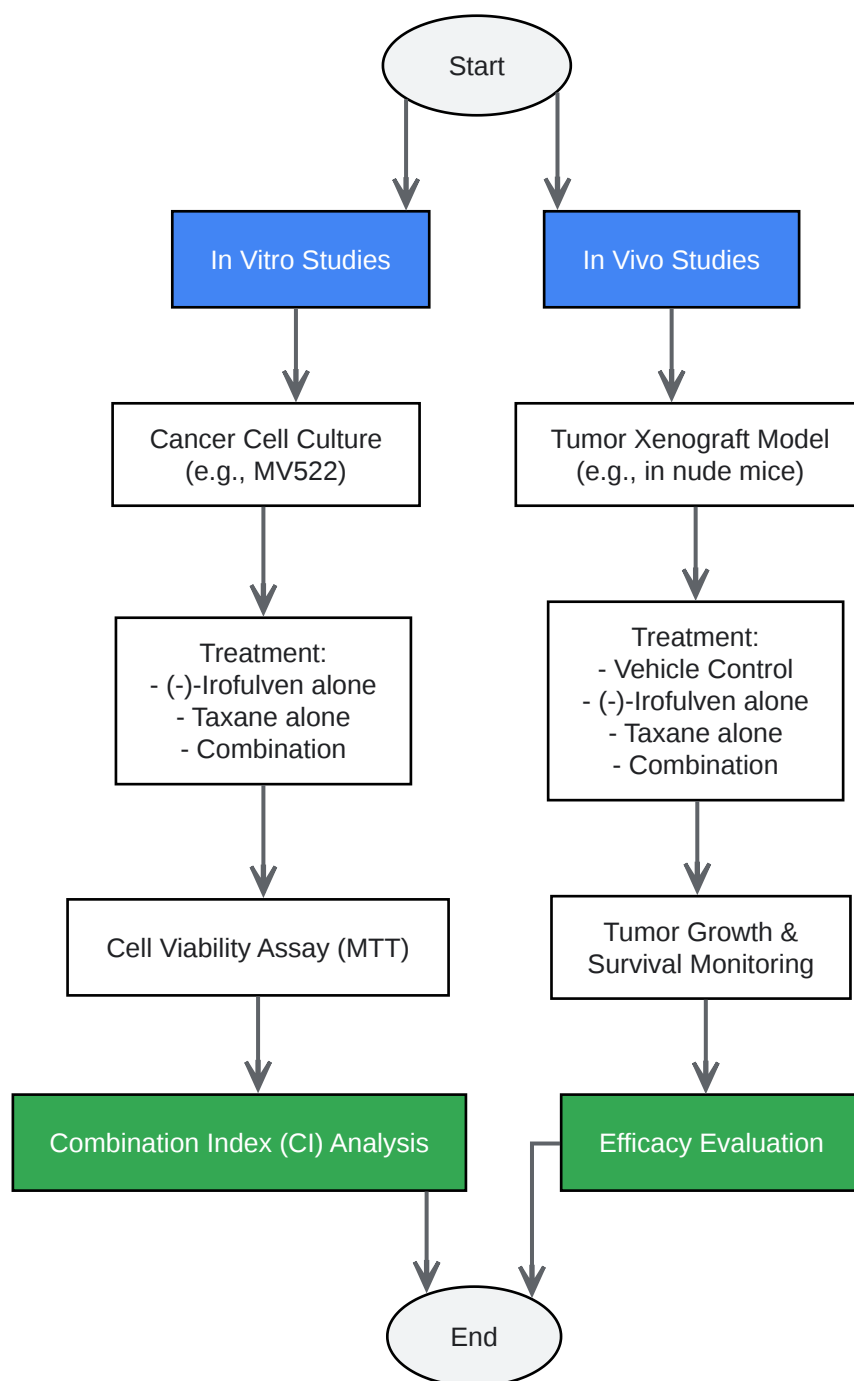 Start
In Vitro Studies
In Vivo Studies
Cancer Cell Culture
(e.g., MV522)
Tumor Xenograft Model
(e.g., in nude mice)
Treatment:
- (-)-Irofulven alone
- Taxane alone
- Combination
Treatment:
- Vehicle Control
- (-)-Irofulven alone
- Taxane alone
- Combination
Cell Viability Assay (MTT)
Tumor Growth &
Survival Monitoring
Combination Index (CI) Analysis
Efficacy Evaluation
End